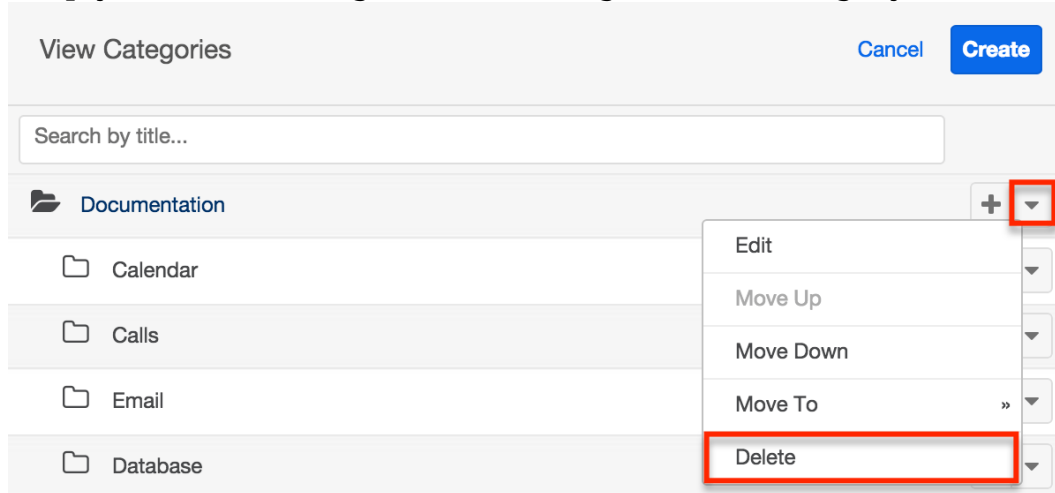 View Categories Cancel Create
Search by title...
Documentation
Edit
Calendar
Move Up
Calls
Move Down
Email
Move To »
Database
Delete